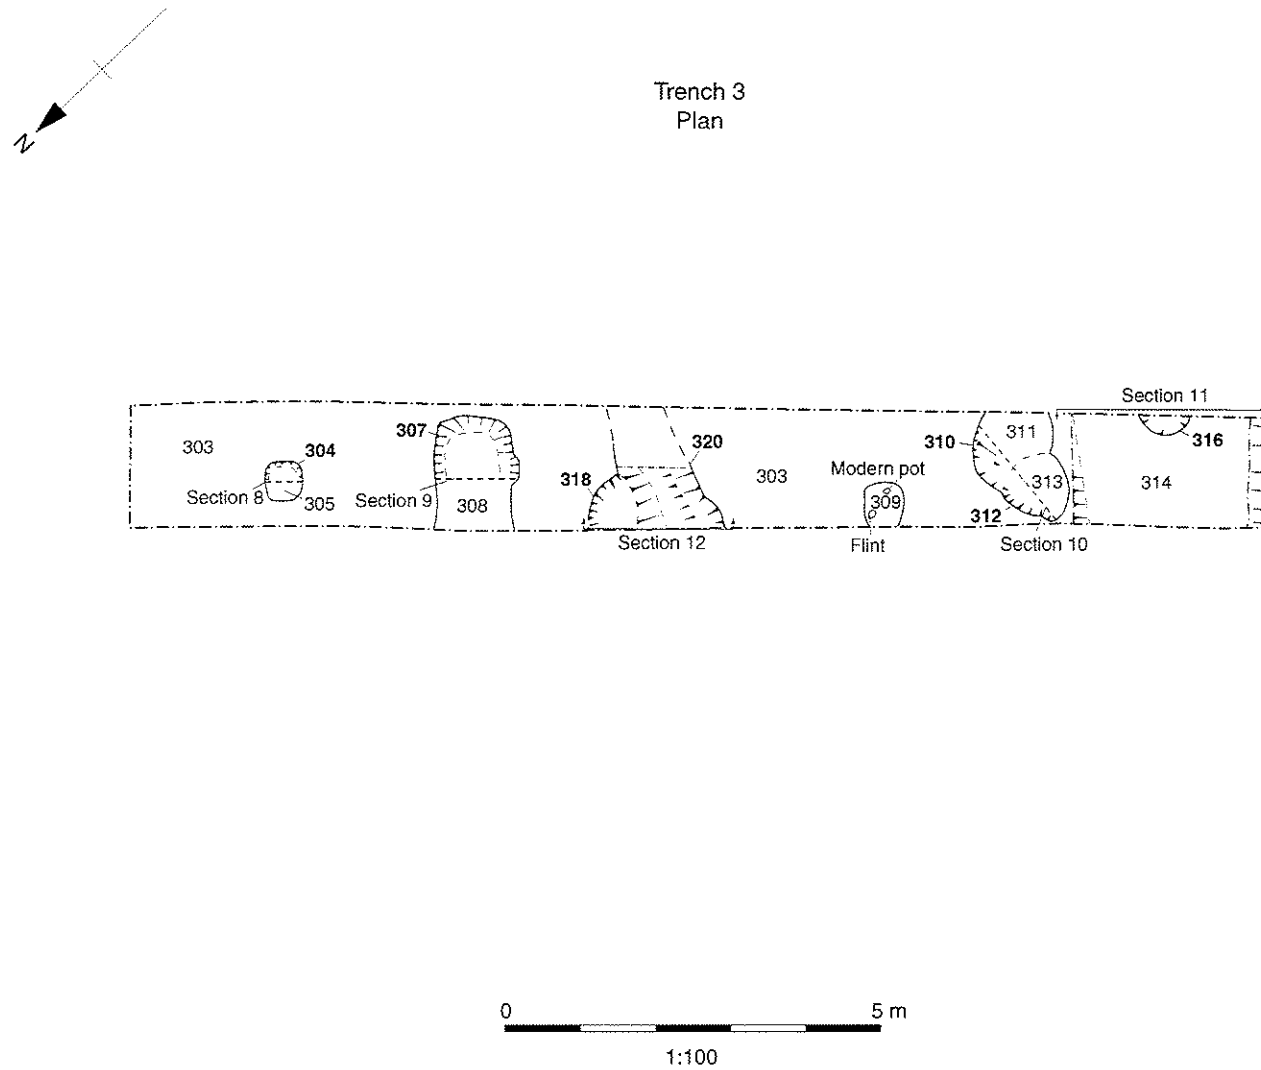 N
Trench 3
Plan
Section 11
303
304
Section 8
305
307
Section 9
308
318
320
Section 12
303
Modern pot
309
Flint
310
311
313
312
Section 10
314
316
0 5 m
1:100